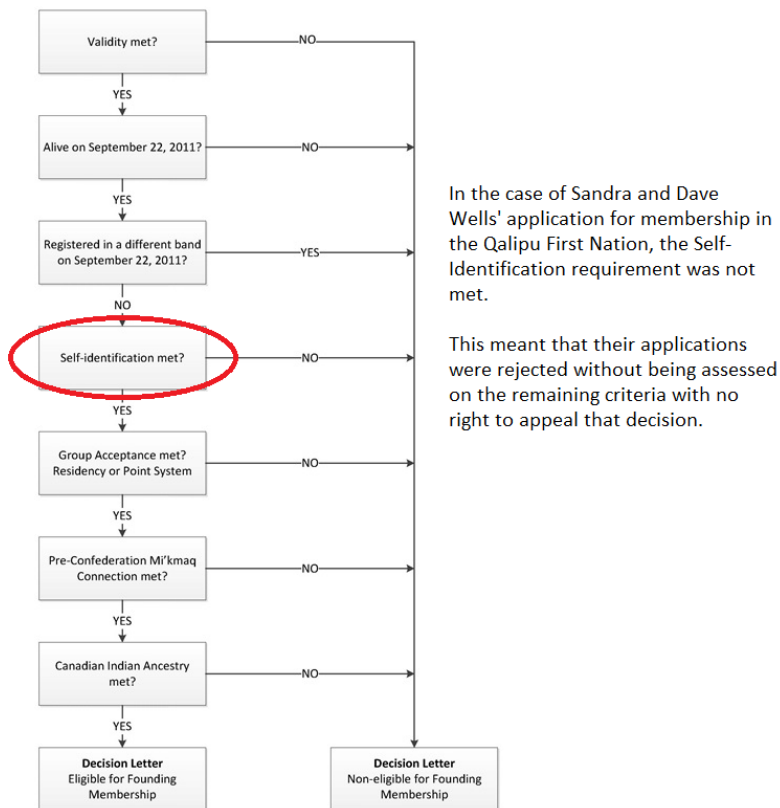 Validity met?
NO
YES
Alive on September 22, 2011?
NO
YES
Registered in a different band
on September 22, 2011?
YES
NO
Self-identification met?
NO
YES
Group Acceptance met?
Residency or Point System
NO
YES
Pre-Confederation Mi'kmaq
Connection met?
NO
YES
Canadian Indian Ancestry
met?
NO
YES
Decision Letter
Eligible for Founding
Membership
Decision Letter
Non-eligible for Founding
Membership
In the case of Sandra and Dave
Wells' application for membership in
the Qalipu First Nation, the Self-
Identification requirement was not
met.
This meant that their applications
were rejected without being assessed
on the remaining criteria with no
right to appeal that decision.